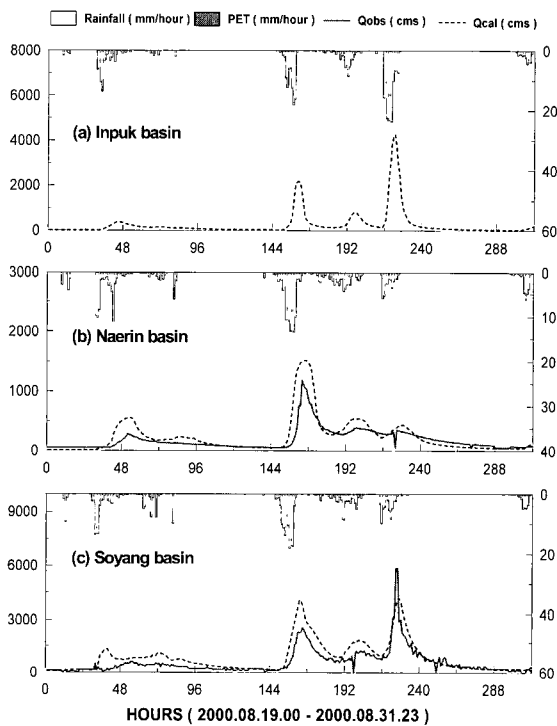 Rainfall ( mm/hour) PET ( mm/hour ) Qobs ( cms ) Qcal ( cms )
8000 0
6000 20
(a) Inpuk basin
4000
2000 40
0 60
0 48 96 144 192 240 288
3000 0
2000 10
(b) Naerin basin
20
1000 30
0 40
0 48 96 144 192 240 288
9000 0
10
(c) Soyang basin
6000 20
30
3000 40
50
0 60
0 48 96 144 192 240 288
HOURS ( 2000.08.19.00 - 2000.08.31.23 )